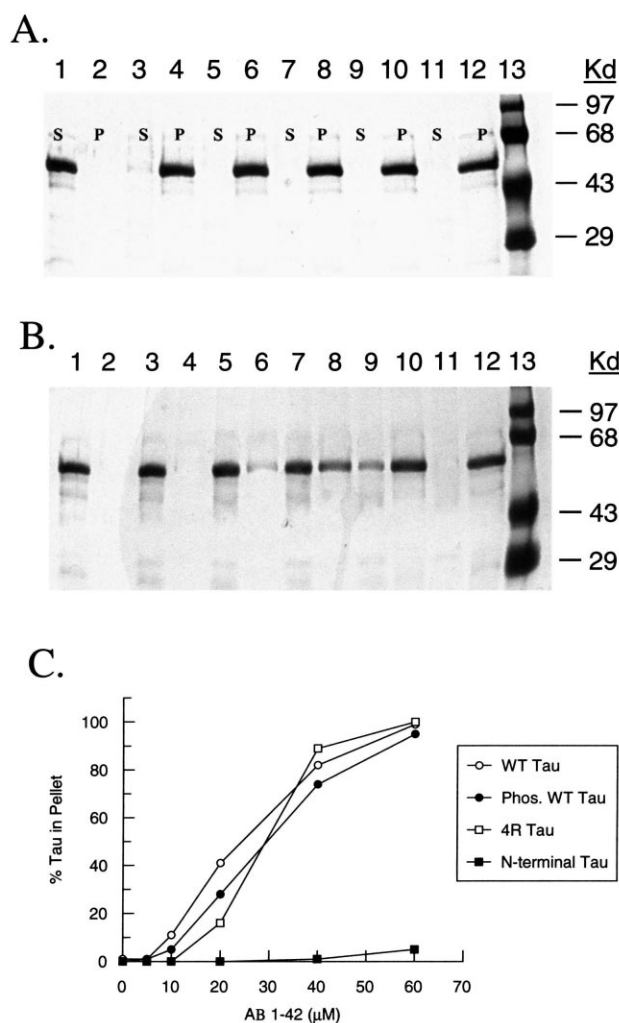 A.
1 2 3 4 5 6 7 8 9 10 11 12 13 Kd
S P S P S P S P S P S P
97
68
43
29
B.
1 2 3 4 5 6 7 8 9 10 11 12 13 Kd
97
68
43
29
C.
100
80
60
40
20
0
% Tau in Pellet
0 10 20 30 40 50 60 70
AB 1-42 (μM)
WT Tau
Phos. WT Tau
4R Tau
N-terminal Tau